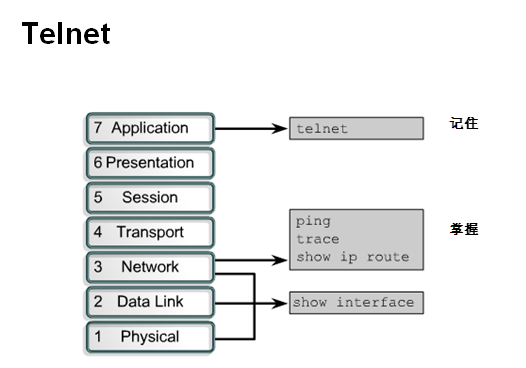 Telnet
7 Application
telnet
记住
6 Presentation
5 Session
4 Transport
ping
trace
show ip route
掌握
3 Network
2 Data Link
show interface
1 Physical